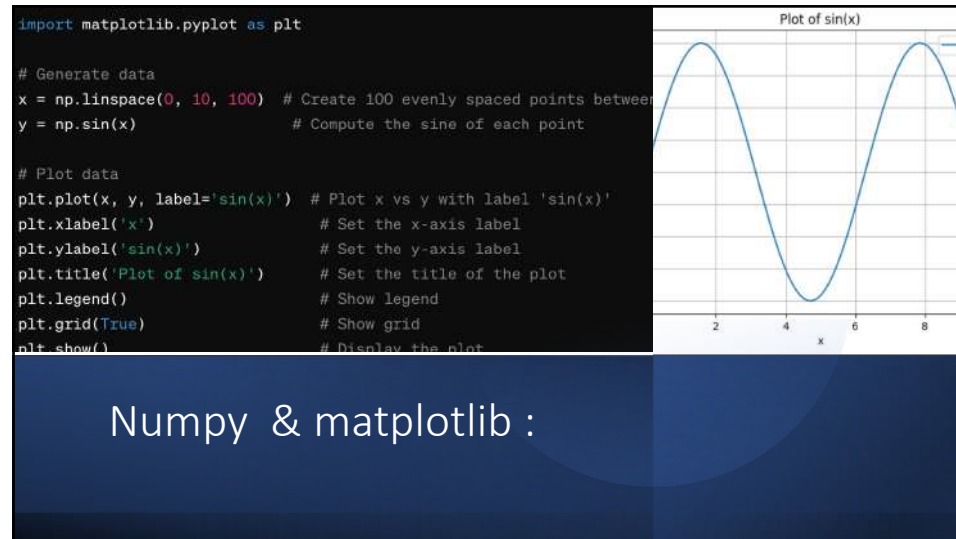 import matplotlib.pyplot as plt
# Generate data
x = np.linspace(0, 10, 100)  # Create 100 evenly spaced points between
y = np.sin(x)  # Compute the sine of each point
# Plot data
plt.plot(x, y, label='sin(x)')  # Plot x vs y with label 'sin(x)'
plt.xlabel('x')  # Set the x-axis label
plt.ylabel('sin(x)')  # Set the y-axis label
plt.title('Plot of sin(x)')  # Set the title of the plot
plt.legend()  # Show legend
plt.grid(True)  # Show grid
plt.show()  # Display the plot
Plot of sin(x)
2 4 6 8
x
Numpy & matplotlib :